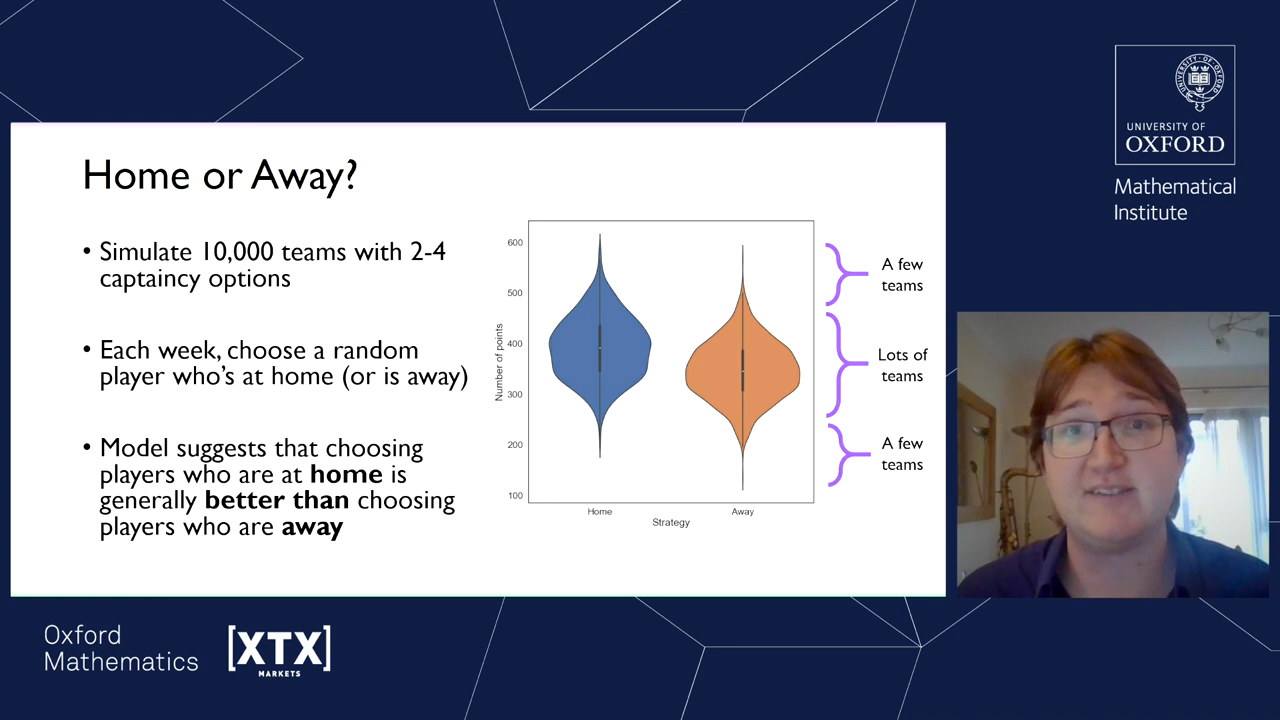 Home or Away?
• Simulate 10,000 teams with 2-4
captaincy options
• Each week, choose a random
player who's at home (or is away)
• Model suggests that choosing
players who are at home is
generally better than choosing
players who are away
Number of points
600
500
400
300
200
100
Home
Away
Strategy
A few
teams
Lots of
teams
A few
teams
UNIVERSITY OF
OXFORD
Mathematical
Institute
Oxford
Mathematics
[XTX]
MARKETS